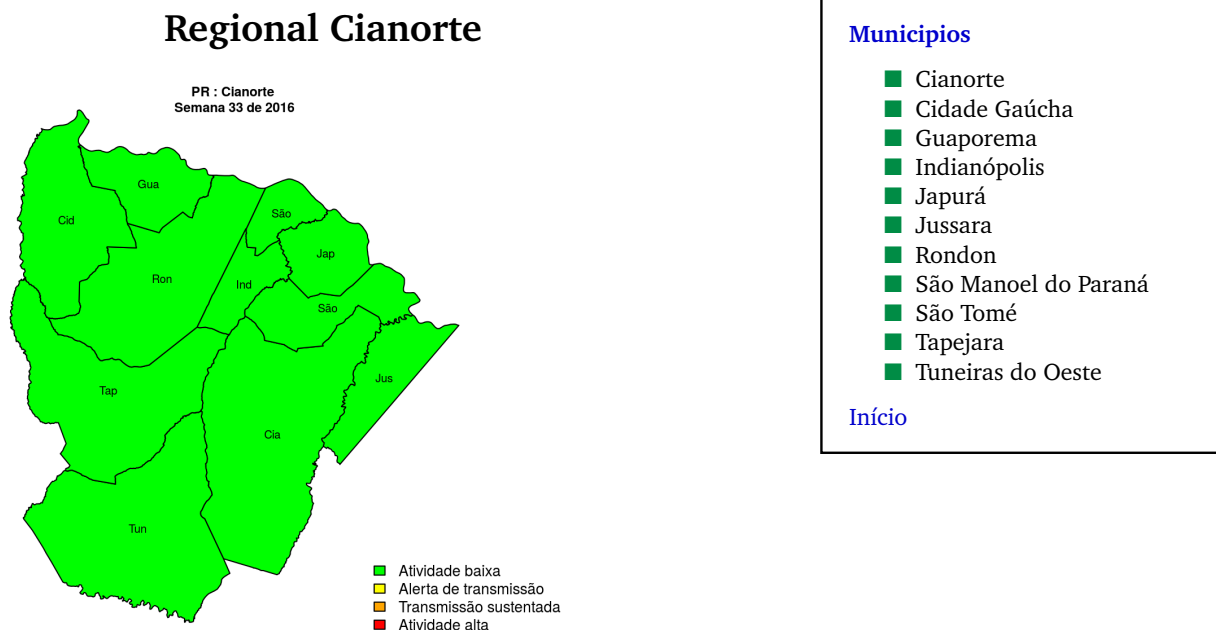 Regional Cianorte
PR : Cianorte
Semana 33 de 2016
Gua
Cid
São
Jap
Ron
Ind
São
Jus
Tap
Cia
Tun
Atividade baixa
Alerta de transmissão
Transmissão sustentada
Atividade alta
Municipios
Cianorte
Cidade Gaúcha
Guaporema
Indianópolis
Japurá
Jussara
Rondon
São Manoel do Paraná
São Tomé
Tapejara
Tuneiras do Oeste
Início